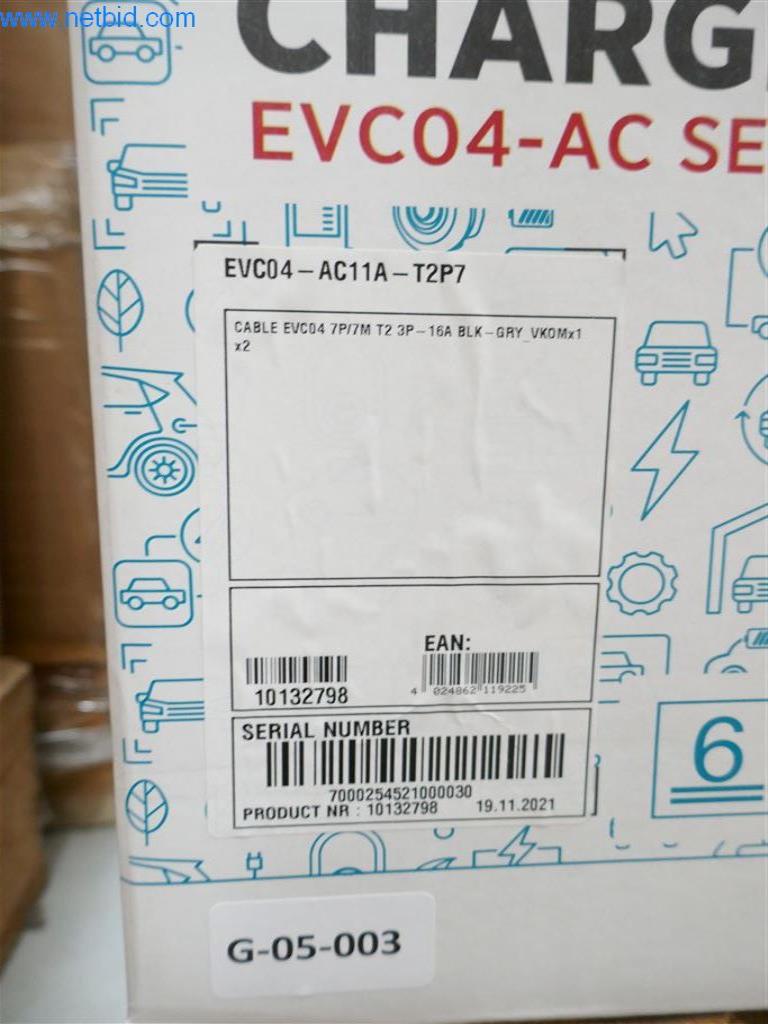 www.netbid.com
CHARG
EVC04-AC SE
EVC04-AC11A-T2P7
CABLE EVC04 7P/7M T2 3P-16A BLK-GRY_VKOMx1
x2
EAN:
10132798
4 024862 119225
SERIAL NUMBER
7000254521000030
PRODUCT NR : 10132798 19.11.2021
6
G-05-003